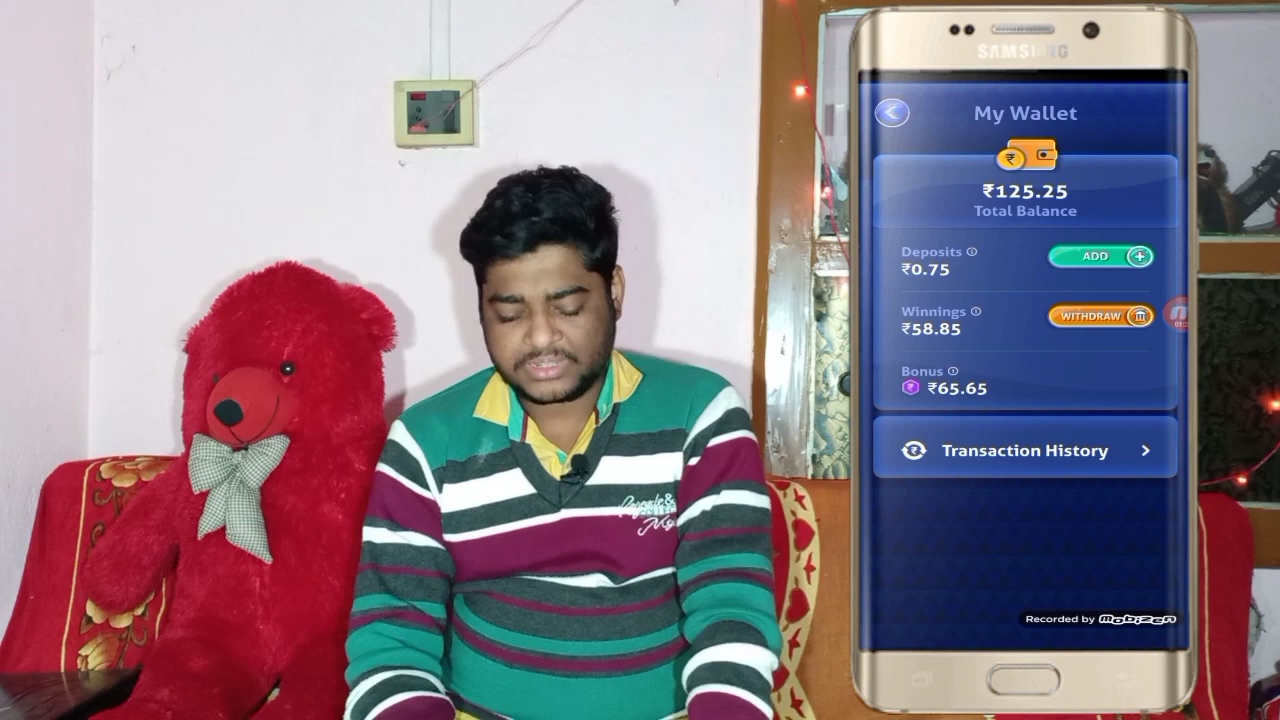 SAMSUNG
My Wallet
₹125.25
Total Balance
Deposits
₹0.75
ADD
Winnings
₹58.85
WITHDRAW
Bonus
₹65.65
Transaction History
Recorded by mobizen